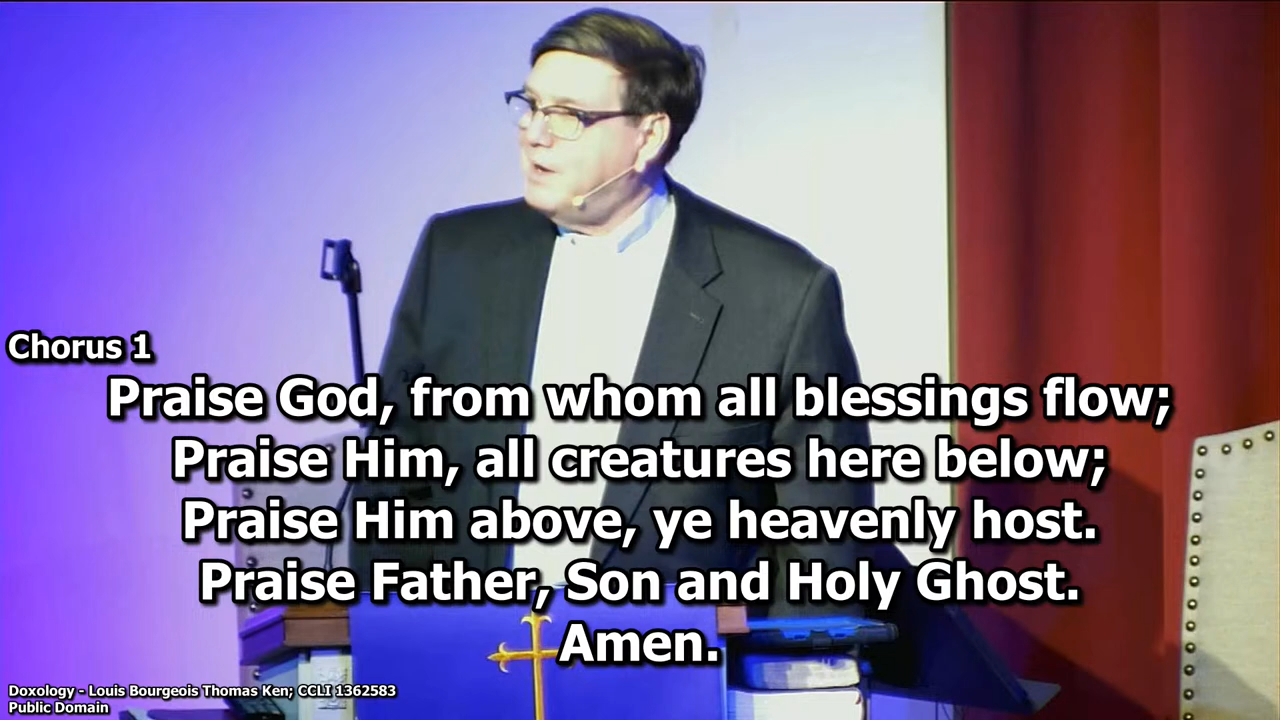 Chorus 1
Praise God, from whom all blessings flow;
Praise Him, all creatures here below;
Praise Him above, ye heavenly host.
Praise Father, Son and Holy Ghost.
Amen.
Doxology - Louis Bourgeois Thomas Ken; CCLI 1362583
Public Domain